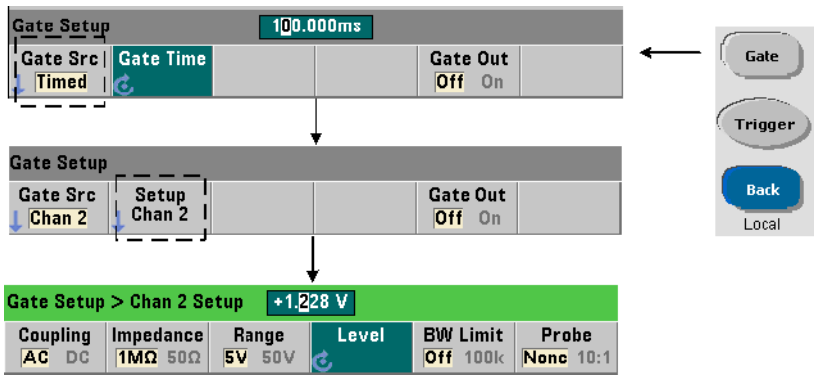 Gate Setup 100.000ms
Gate Src Gate Time Gate Out
Timed Off On
Gate
Trigger
Back
Local
Gate Setup
Gate Src Setup Gate Out
Chan 2 Chan 2 Off On
Gate Setup > Chan 2 Setup +1.228 V
Coupling Impedance Range Level BW Limit Probe
AC DC 1MΩ 50Ω 5V 50V Off 100k None 10:1